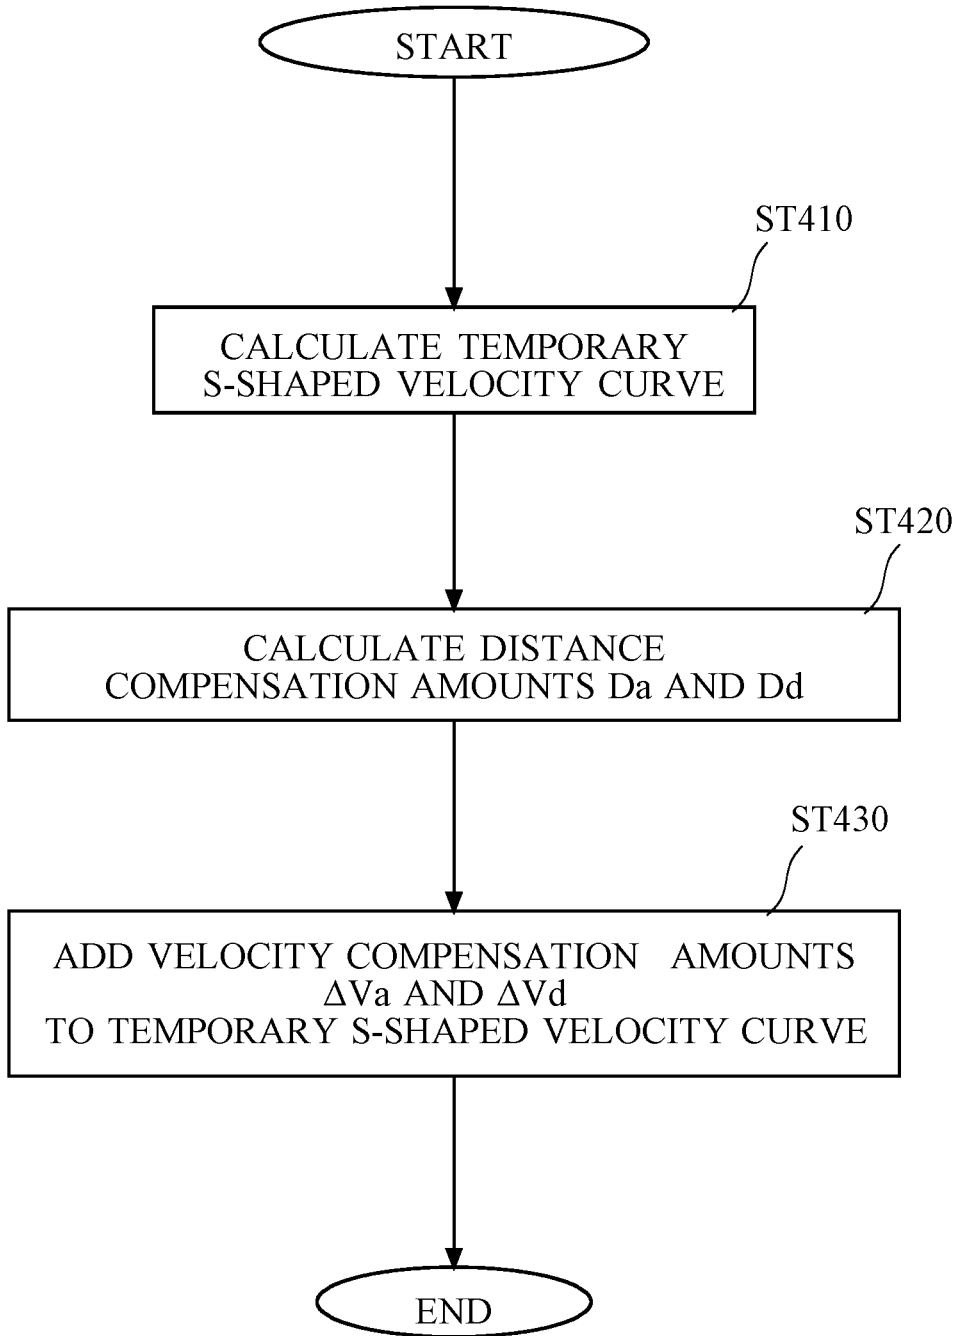 START
ST410
CALCULATE TEMPORARY
S-SHAPED VELOCITY CURVE
ST420
CALCULATE DISTANCE
COMPENSATION AMOUNTS Da AND Dd
ST430
ADD VELOCITY COMPENSATION AMOUNTS
ΔVa AND ΔVd
TO TEMPORARY S-SHAPED VELOCITY CURVE
END